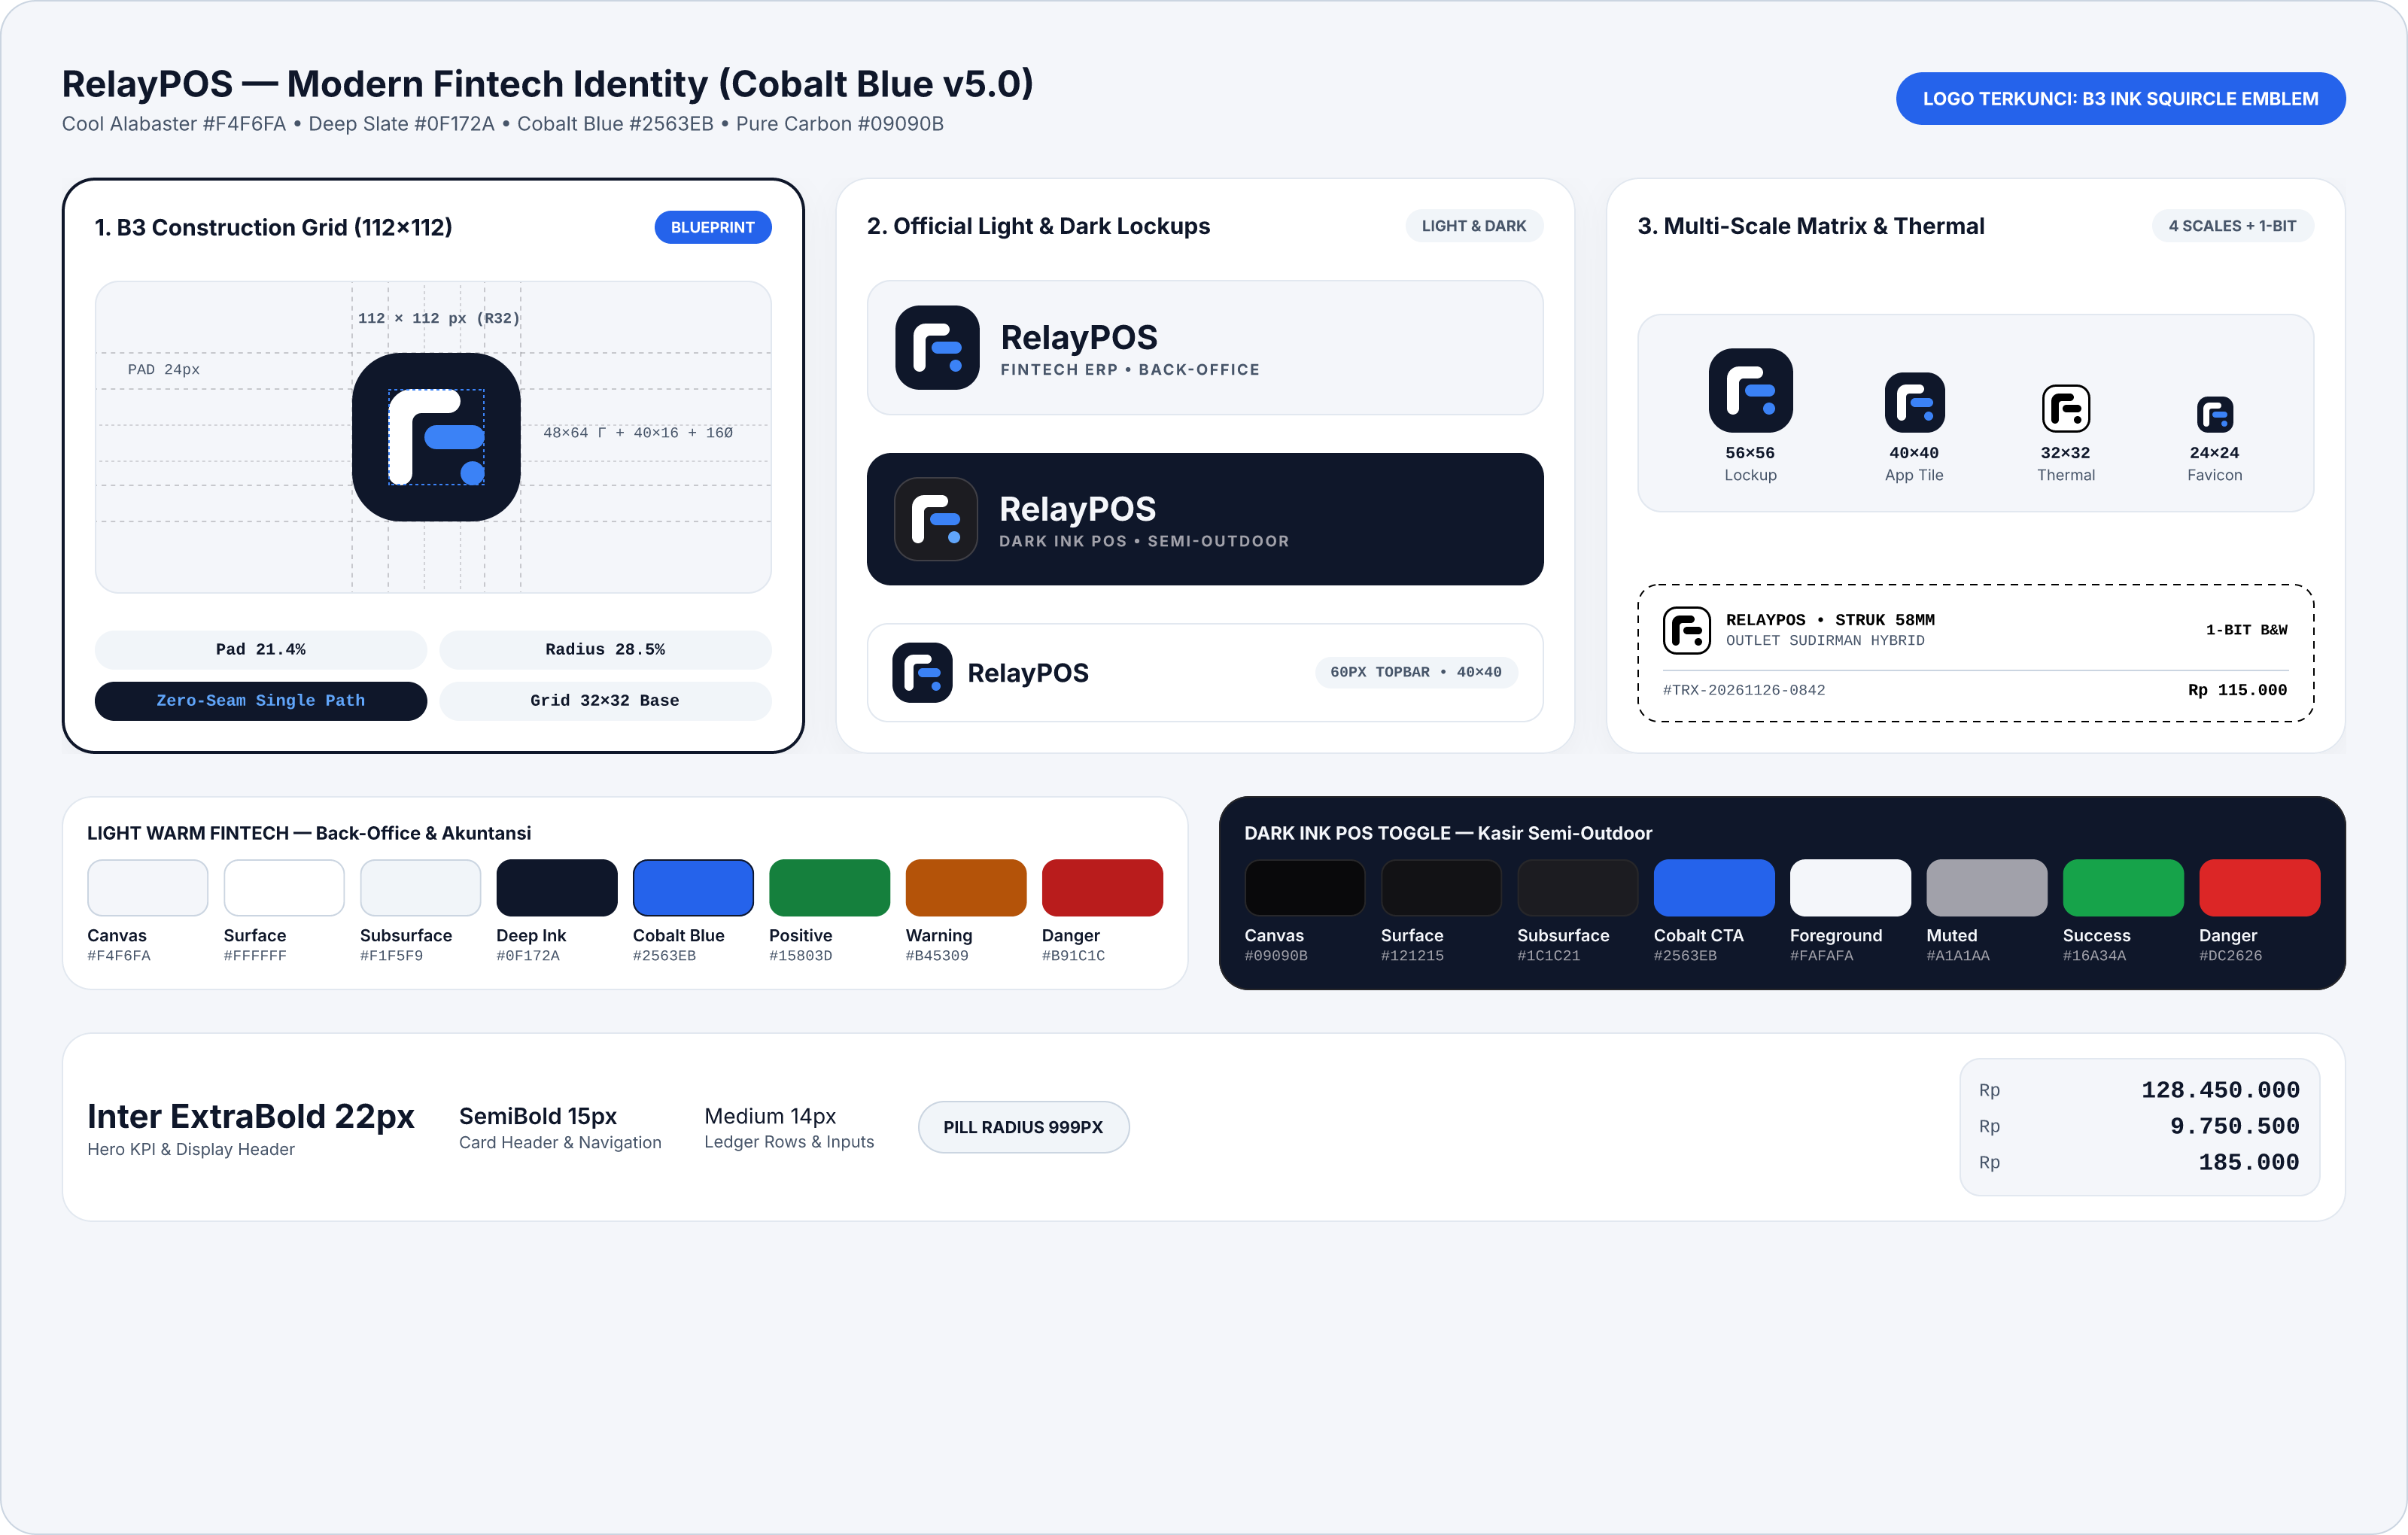 RelayPOS — Modern Fintech Identity (Cobalt Blue v5.0)
Cool Alabaster #F4F6FA • Deep Slate #0F172A • Cobalt Blue #2563EB • Pure Carbon #09090B
LOGO TERKUNCI: B3 INK SQUIRCLE EMBLEM
1. B3 Construction Grid (112×112)
BLUEPRINT
112 × 112 px (R32)
PAD 24px
48×64 Γ + 40×16 + 16Ø
Pad 21.4%
Radius 28.5%
Zero-Seam Single Path
Grid 32×32 Base
2. Official Light & Dark Lockups
LIGHT & DARK
RelayPOS
FINTECH ERP • BACK-OFFICE
RelayPOS
DARK INK POS • SEMI-OUTDOOR
RelayPOS
60PX TOPBAR • 40×40
3. Multi-Scale Matrix & Thermal
4 SCALES + 1-BIT
56×56
Lockup
40×40
App Tile
32×32
Thermal
24×24
Favicon
RELAYPOS • STRUK 58MM
OUTLET SUDIRMAN HYBRID
1-BIT B&W
#TRX-20261126-0842
Rp 115.000
LIGHT WARM FINTECH — Back-Office & Akuntansi
Canvas
#F4F6FA
Surface
#FFFFFF
Subsurface
#F1F5F9
Deep Ink
#0F172A
Cobalt Blue
#2563EB
Positive
#15803D
Warning
#B45309
Danger
#B91C1C
DARK INK POS TOGGLE — Kasir Semi-Outdoor
Canvas
#09090B
Surface
#121215
Subsurface
#1C1C21
Cobalt CTA
#2563EB
Foreground
#FAFAFA
Muted
#A1A1AA
Success
#16A34A
Danger
#DC2626
Inter ExtraBold 22px
Hero KPI & Display Header
SemiBold 15px
Card Header & Navigation
Medium 14px
Ledger Rows & Inputs
PILL RADIUS 999PX
Rp 128.450.000
Rp 9.750.500
Rp 185.000